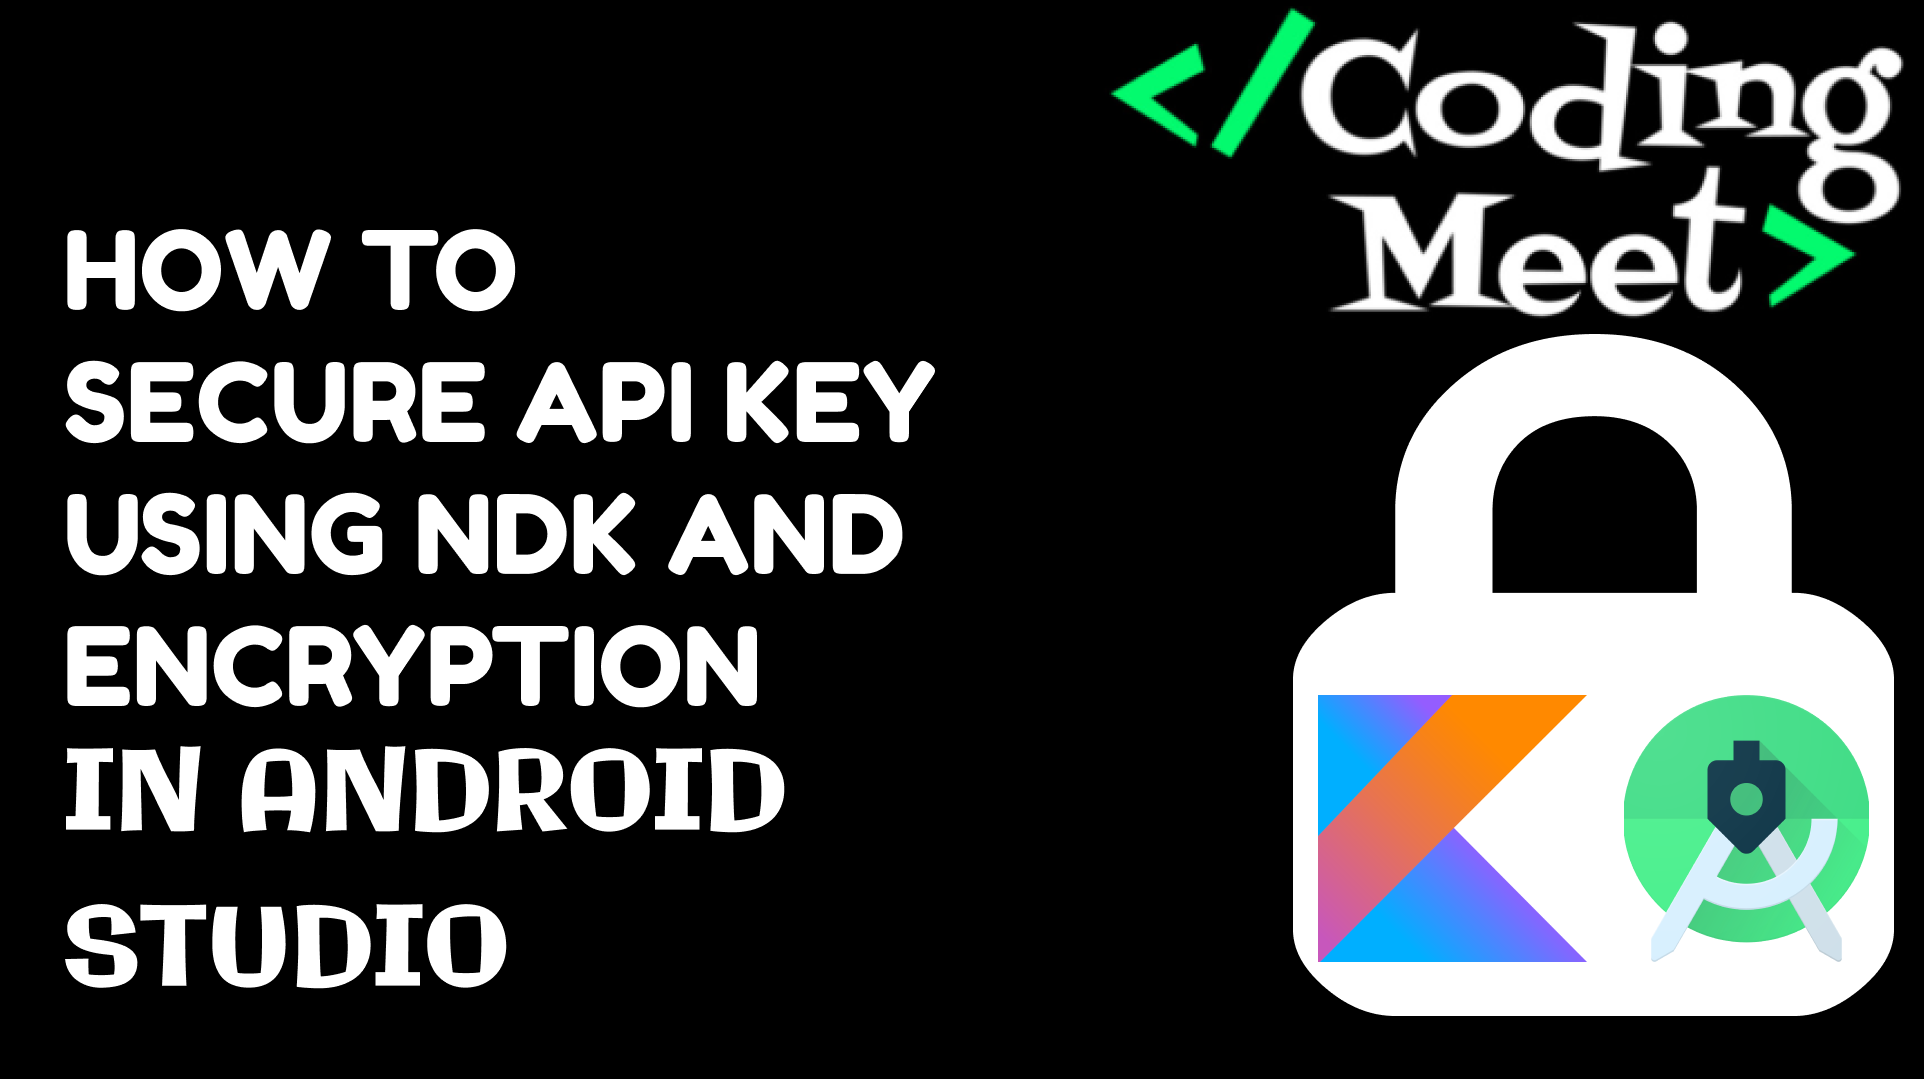 </Coding
Meet>
HOW TO
SECURE API KEY
USING NDK AND
ENCRYPTION
IN ANDROID
STUDIO